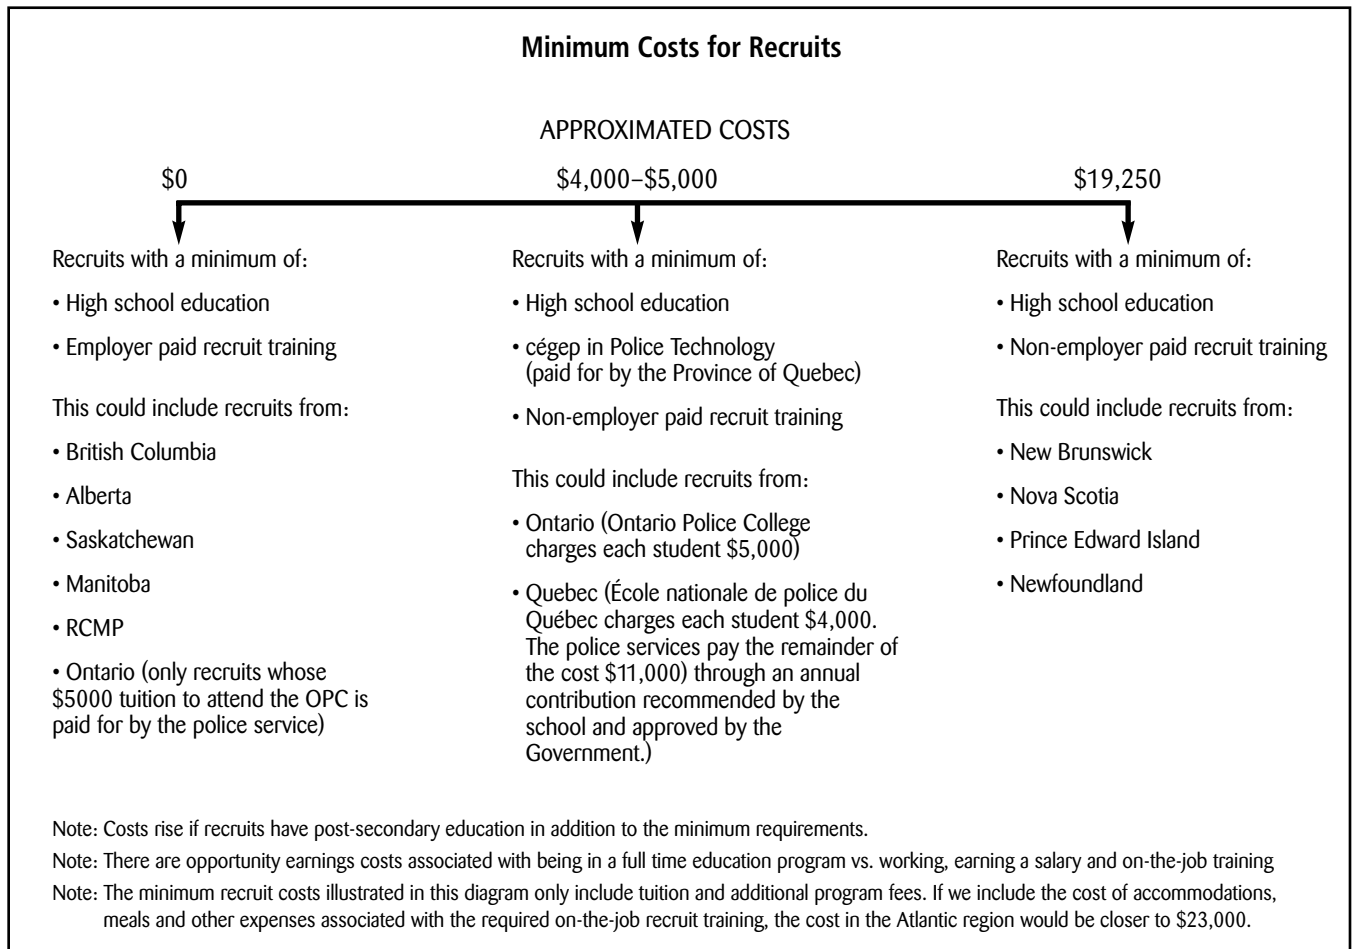 Minimum Costs for Recruits
APPROXIMATED COSTS
$0
$4,000–$5,000
$19,250
Recruits with a minimum of:
• High school education
• Employer paid recruit training
This could include recruits from:
• British Columbia
• Alberta
• Saskatchewan
• Manitoba
• RCMP
• Ontario (only recruits whose
$5000 tuition to attend the OPC is
paid for by the police service)
Recruits with a minimum of:
• High school education
• cégep in Police Technology
(paid for by the Province of Quebec)
• Non-employer paid recruit training
This could include recruits from:
• Ontario (Ontario Police College
charges each student $5,000)
• Quebec (École nationale de police du
Québec charges each student $4,000.
The police services pay the remainder of
the cost $11,000) through an annual
contribution recommended by the
school and approved by the
Government.)
Recruits with a minimum of:
• High school education
• Non-employer paid recruit training
This could include recruits from:
• New Brunswick
• Nova Scotia
• Prince Edward Island
• Newfoundland
Note: Costs rise if recruits have post-secondary education in addition to the minimum requirements.
Note: There are opportunity earnings costs associated with being in a full time education program vs. working, earning a salary and on-the-job training
Note: The minimum recruit costs illustrated in this diagram only include tuition and additional program fees. If we include the cost of accommodations,
meals and other expenses associated with the required on-the-job recruit training, the cost in the Atlantic region would be closer to $23,000.